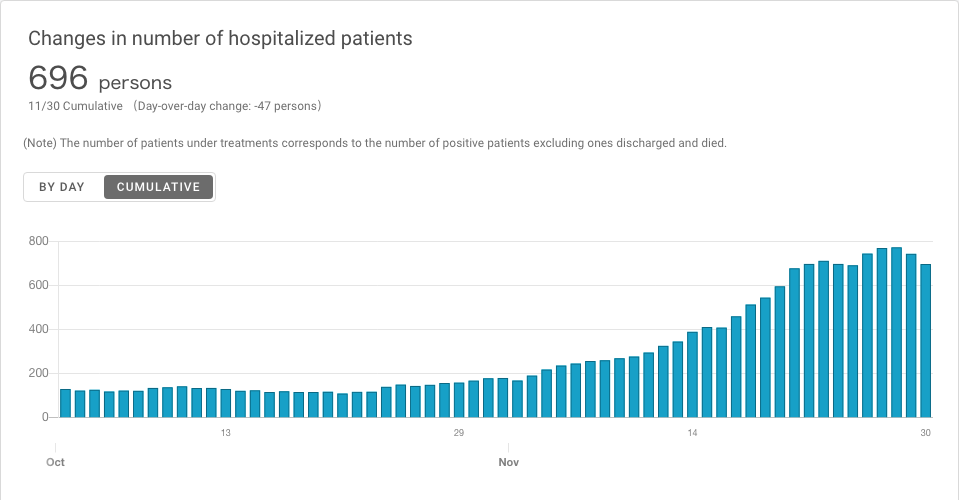 Changes in number of hospitalized patients
696 persons
11/30 Cumulative (Day-over-day change: -47 persons)
(Note) The number of patients under treatments corresponds to the number of positive patients excluding ones discharged and died.
BY DAY CUMULATIVE
800
600
400
200
0
13 29 14 30
Oct Nov